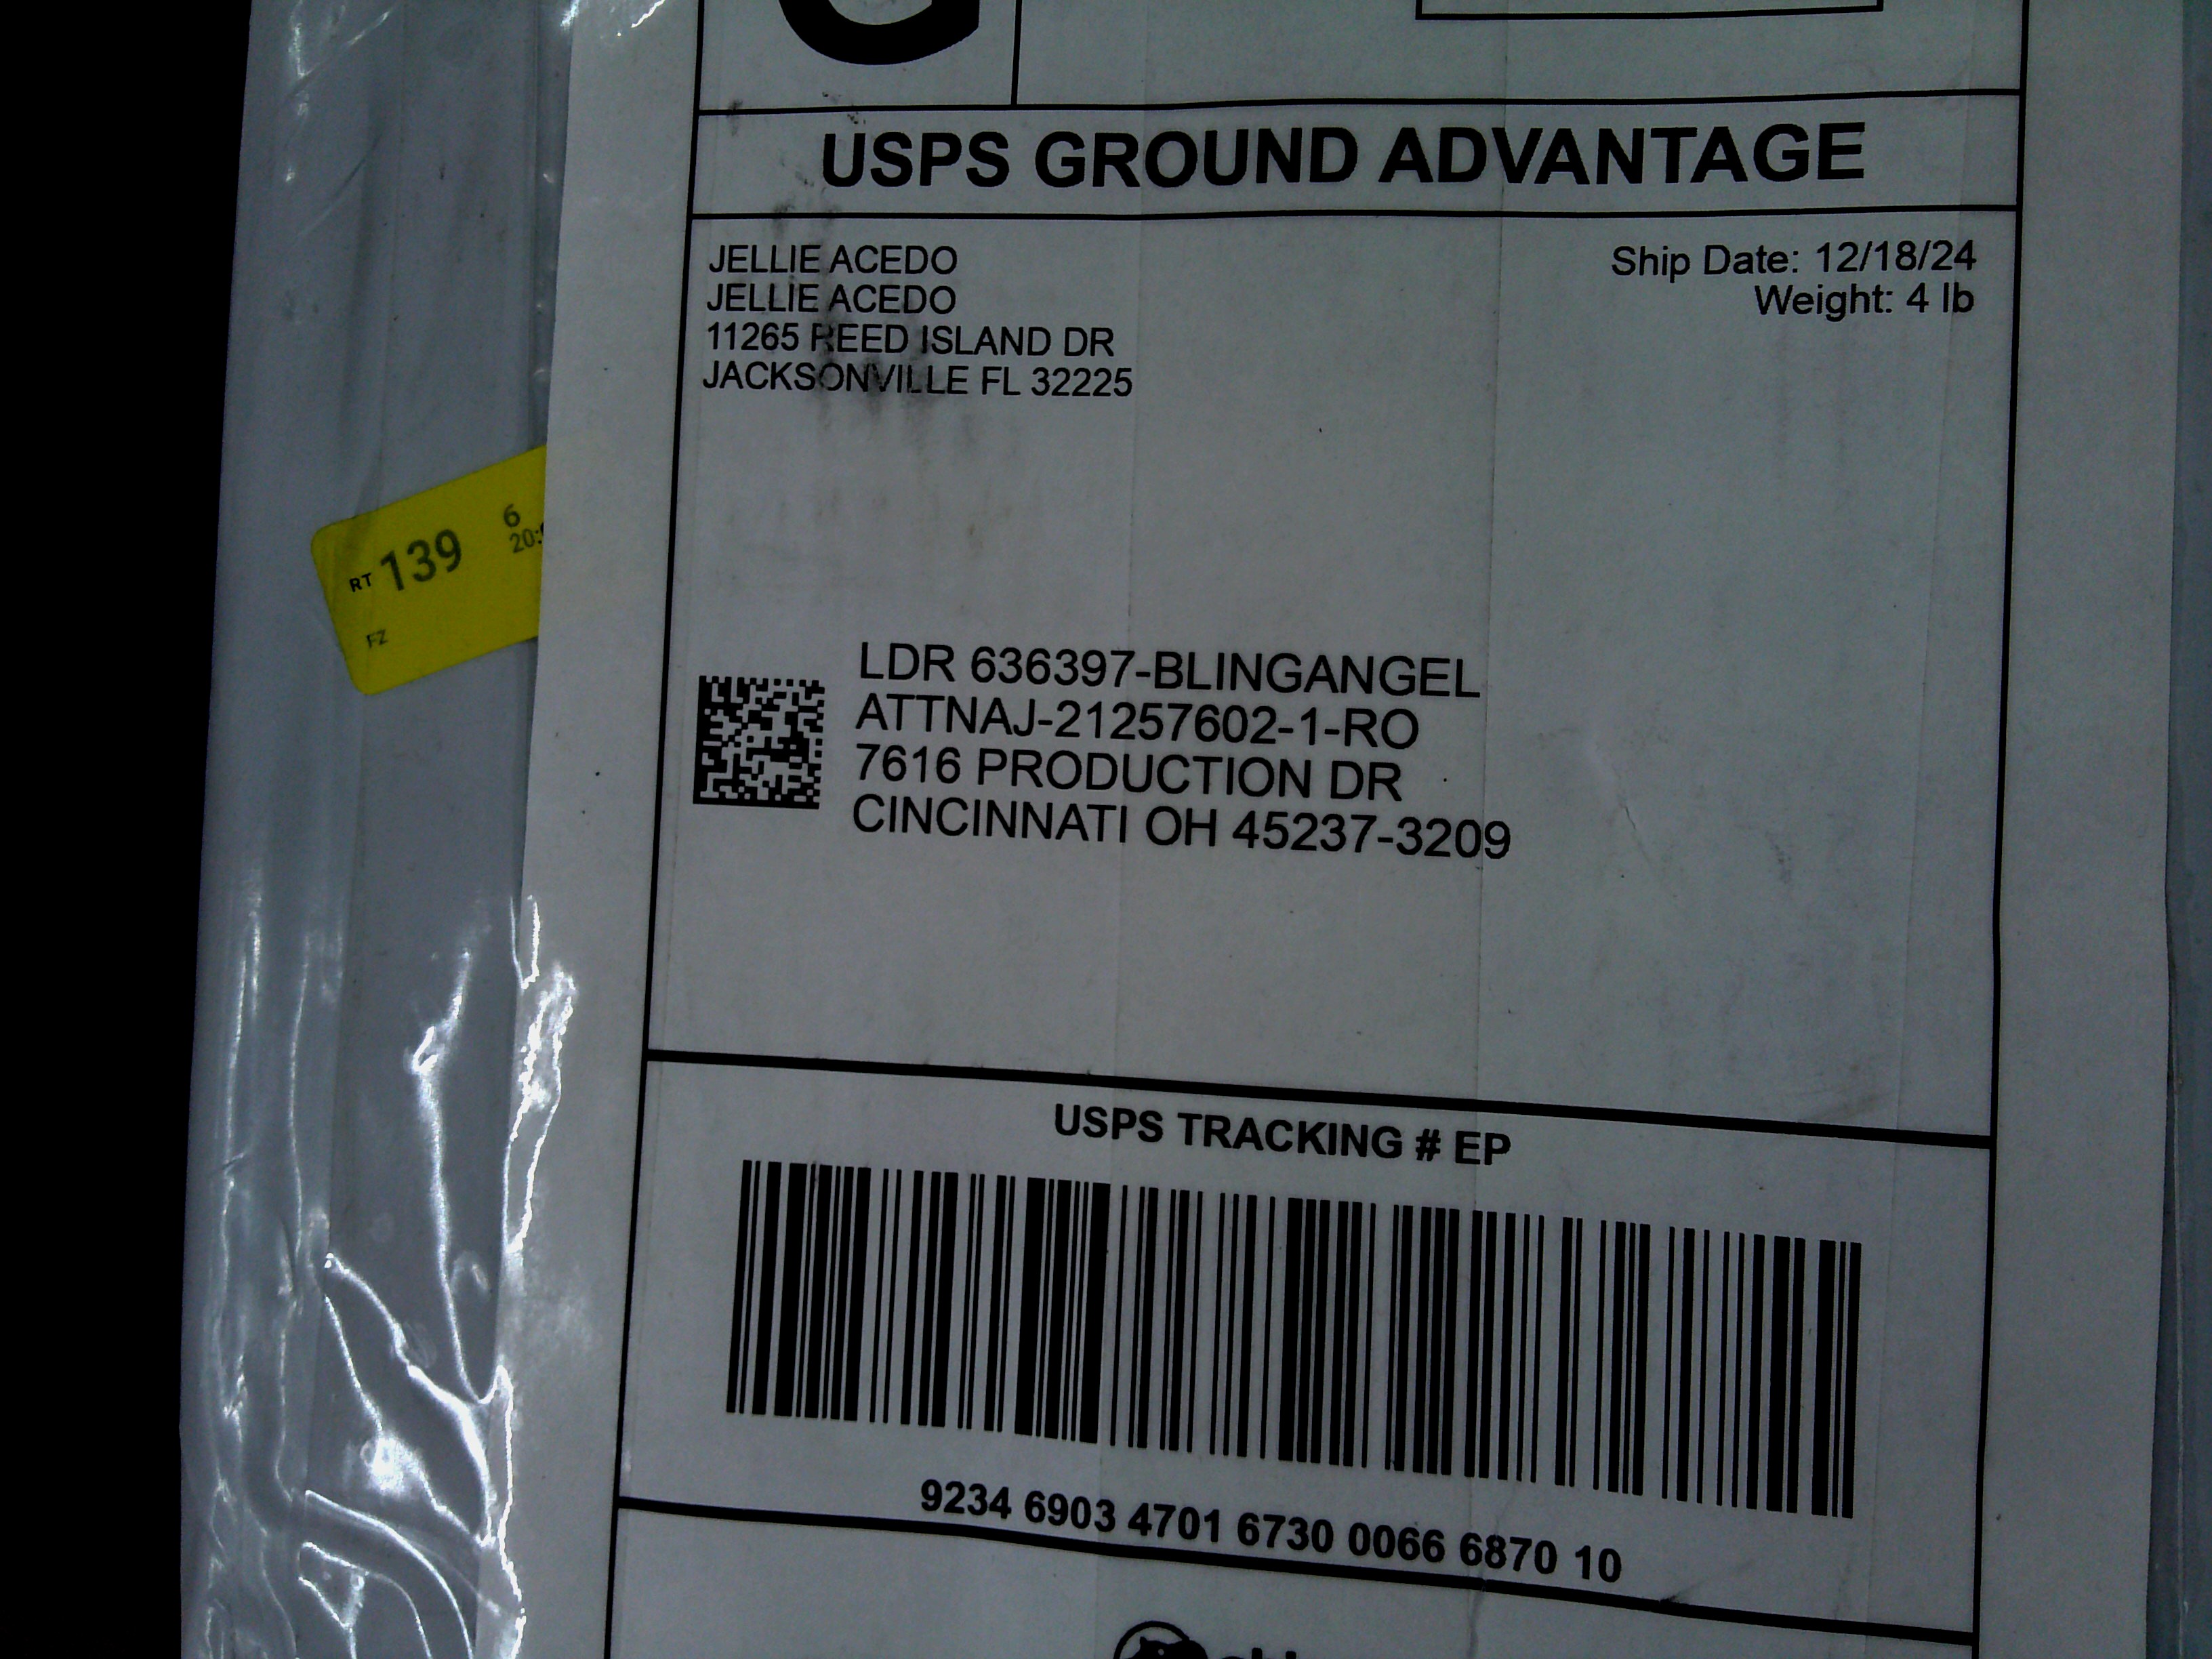 USPS GROUND ADVANTAGE
JELLIE ACEDO
JELLIE ACEDO
11265 REED ISLAND DR
JACKSONVILLE FL 32225
Ship Date: 12/18/24
Weight: 4 lb
RT 139
6
20:
FZ
LDR 636397-BLINGANGEL
ATTNAJ-21257602-1-RO
7616 PRODUCTION DR
CINCINNATI OH 45237-3209
USPS TRACKING # EP
9234 6903 4701 6730 0066 6870 10